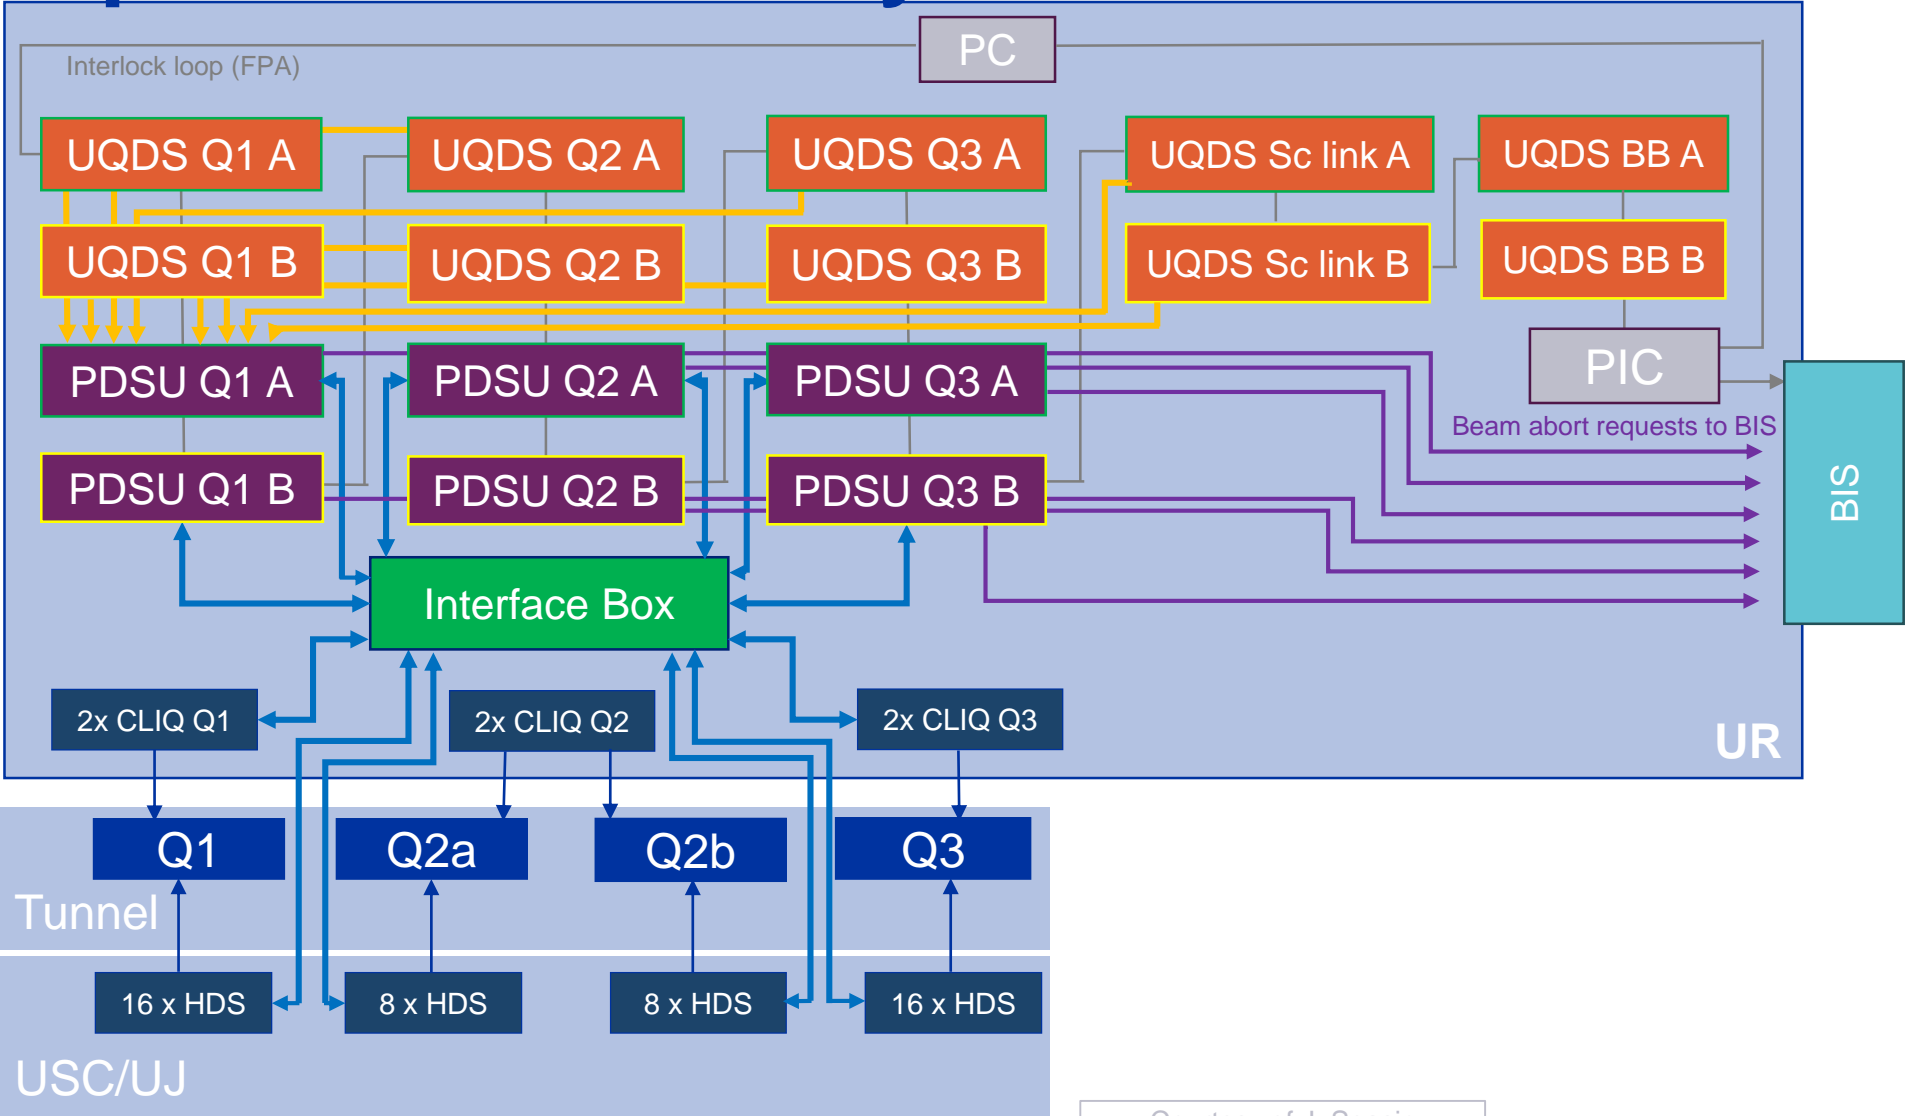 PC
Interlock loop (FPA)
UQDS Q1 A
UQDS Q2 A
UQDS Q3 A
UQDS Sc link A
UQDS BB A
UQDS Q1 B
UQDS Q2 B
UQDS Q3 B
UQDS Sc link B
UQDS BB B
PDSU Q1 A
PDSU Q2 A
PDSU Q3 A
PIC
Beam abort requests to BIS
BIS
PDSU Q1 B
PDSU Q2 B
PDSU Q3 B
Interface Box
2x CLIQ Q1
2x CLIQ Q2
2x CLIQ Q3
UR
Q1
Q2a
Q2b
Q3
Tunnel
16 x HDS
8 x HDS
8 x HDS
16 x HDS
USC/UJ